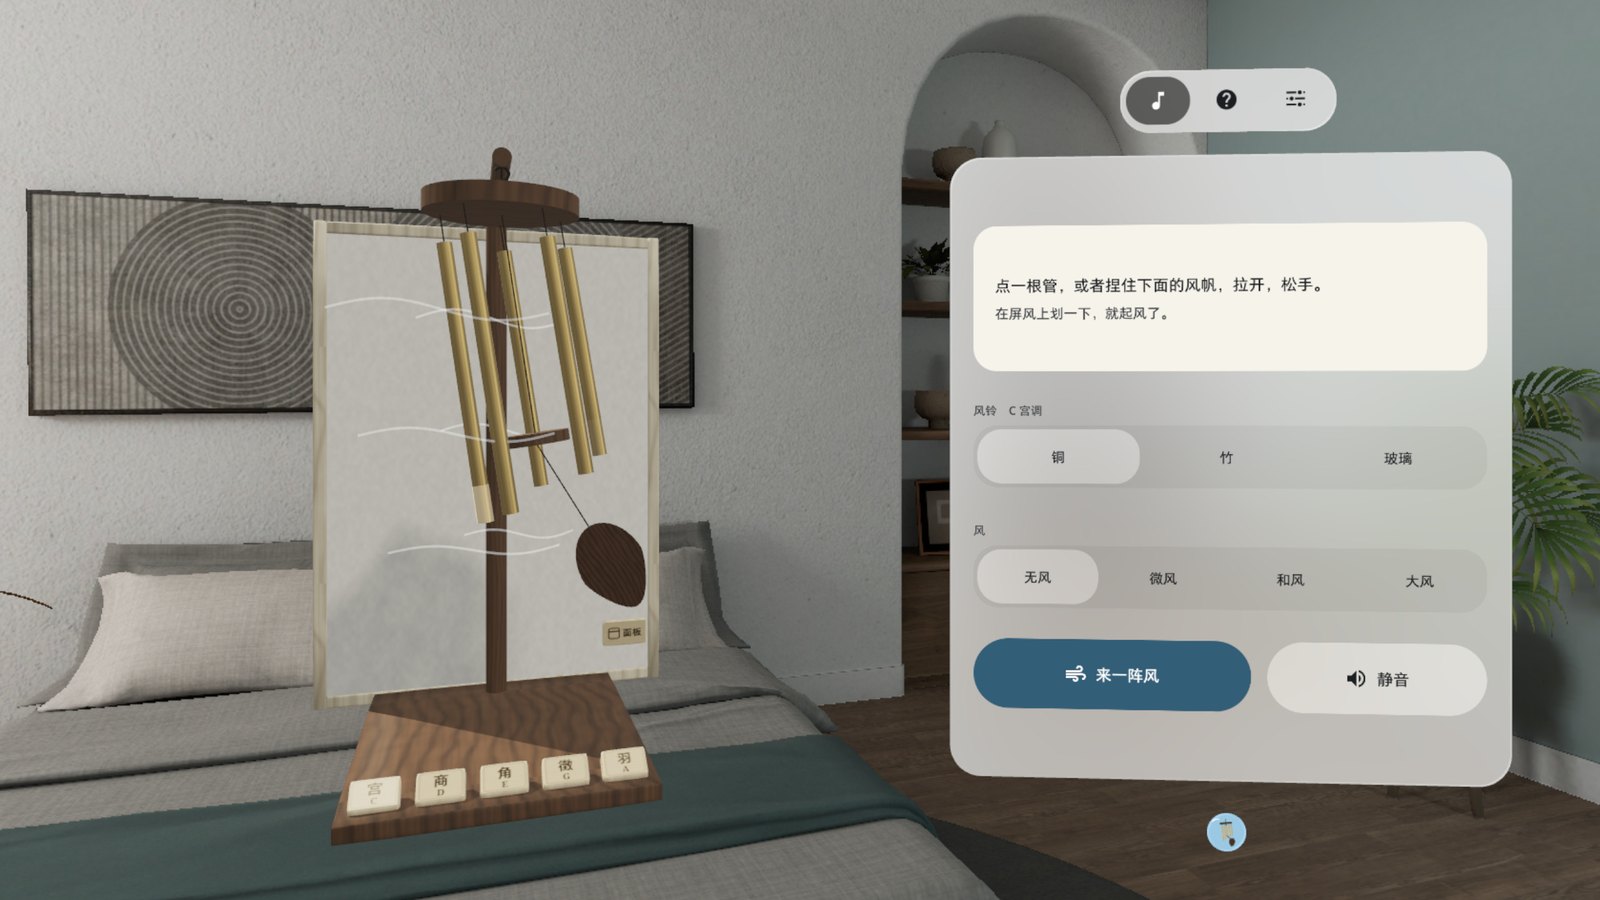 点一根管，或者捏住下面的风帆，拉开，松手。
在屏风上划一下，就起风了。
风铃 C 宫调
铜 竹 玻璃
风
无风 微风 和风 大风
来一阵风 静音
面板
宫 商 角 徵 羽
C D E G A